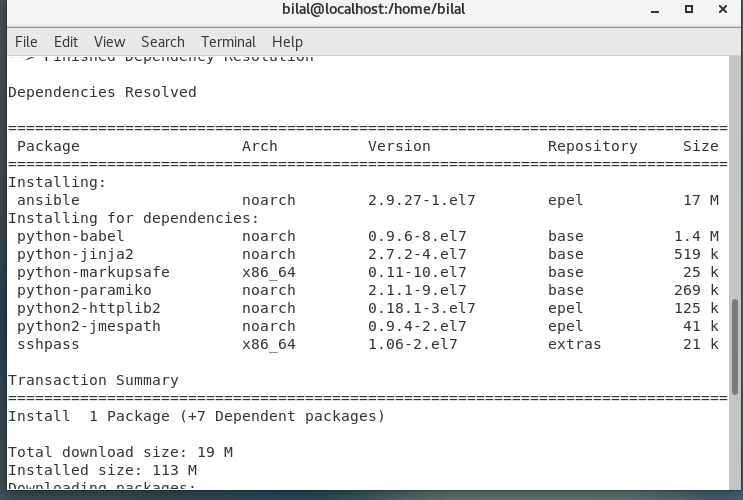 bilal@localhost:/home/bilal
File Edit View Search Terminal Help
--> Finished Dependency Resolution
Dependencies Resolved
================================================================================
Package Arch Version Repository Size
================================================================================
Installing:
ansible noarch 2.9.27-1.el7 epel 17 M
Installing for dependencies:
python-babel noarch 0.9.6-8.el7 base 1.4 M
python-jinja2 noarch 2.7.2-4.el7 base 519 k
python-markupsafe x86_64 0.11-10.el7 base 25 k
python-paramiko noarch 2.1.1-9.el7 base 269 k
python2-httplib2 noarch 0.18.1-3.el7 epel 125 k
python2-jmespath noarch 0.9.4-2.el7 epel 41 k
sshpass x86_64 1.06-2.el7 extras 21 k
Transaction Summary
================================================================================
Install 1 Package (+7 Dependent packages)
Total download size: 19 M
Installed size: 113 M
Downloading packages: